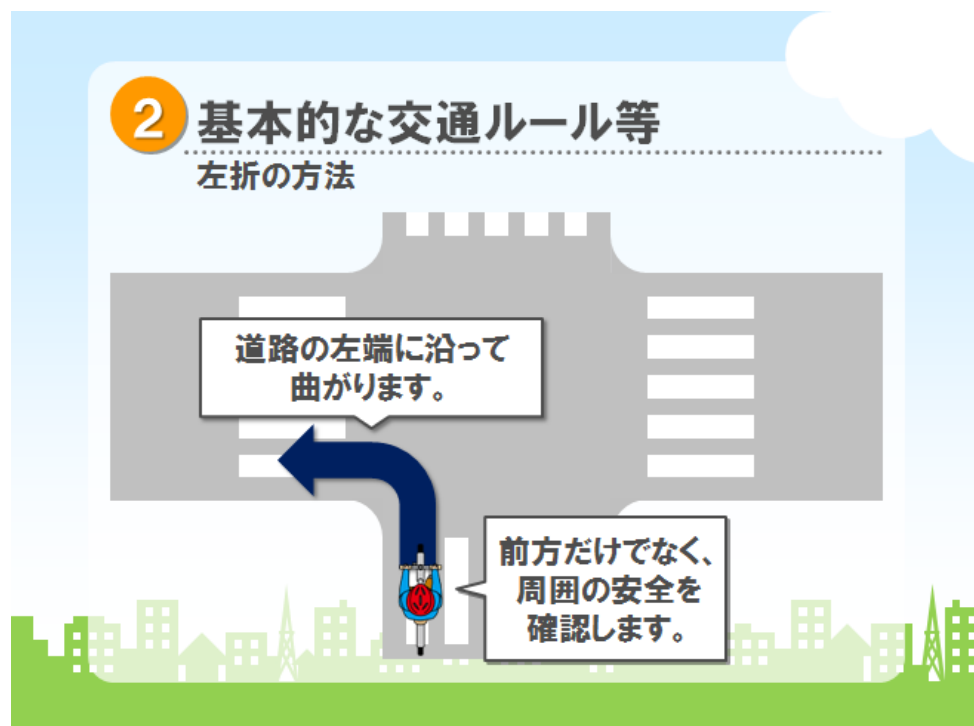 2 基本的な交通ルール等
左折の方法
道路の左端に沿って
曲がります。
前方だけでなく、
周囲の安全を
確認します。